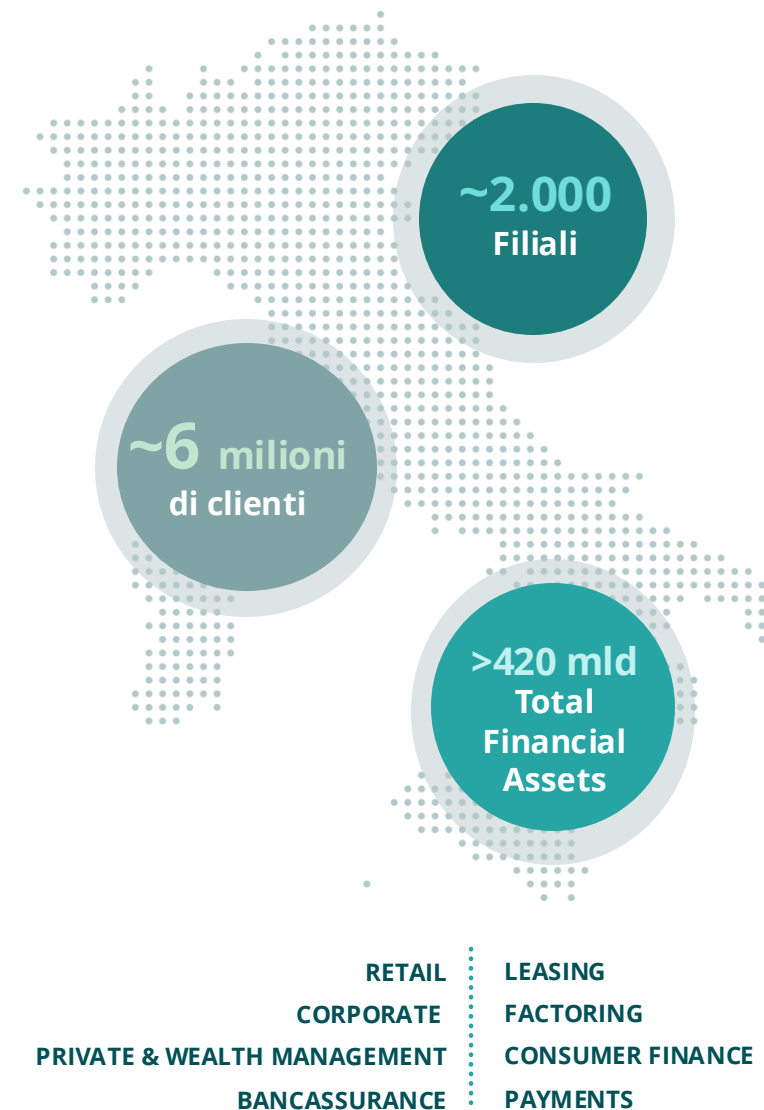 ~2.000
Filiali
~6 milioni
di clienti
>420 mld
Total
Financial
Assets
RETAIL
CORPORATE
PRIVATE & WEALTH MANAGEMENT
BANCASSURANCE
LEASING
FACTORING
CONSUMER FINANCE
PAYMENTS